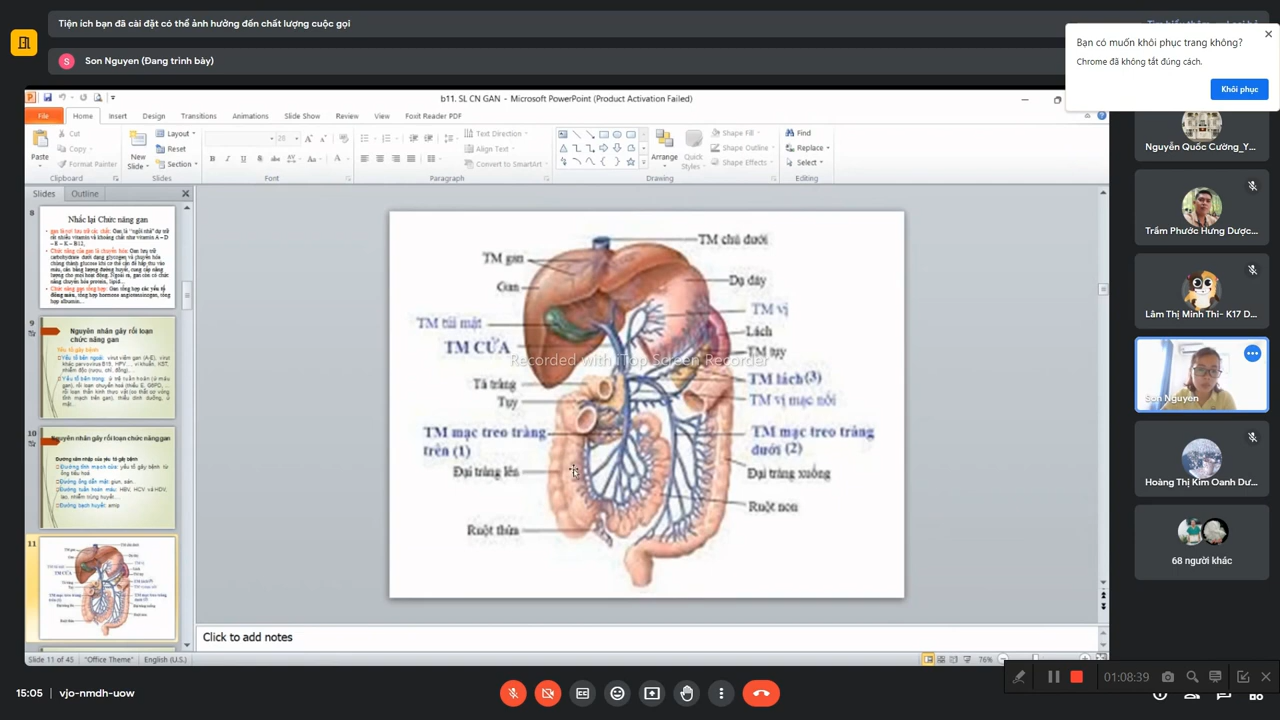 Tiện ích bạn đã cài đặt có thể ảnh hưởng đến chất lượng cuộc gọi
Son Nguyen (Đang trình bày)
Bạn có muốn khôi phục trang không?
Chrome đã không tắt đúng cách.
Khôi phục
b11. SL CN GAN - Microsoft PowerPoint (Product Activation Failed)
File Home Insert Design Transitions Animations Slide Show Review View Foxit Reader PDF
Paste
Cut
Copy
Format Painter
Clipboard
New
Slide
Layout
Reset
Section
Slides
Font
Text Direction
Align Text
Convert to SmartArt
Paragraph
Arrange
Quick
Styles
Shape Fill
Shape Outline
Shape Effects
Drawing
Find
Replace
Select
Editing
Slides Outline
8
Nhắc lại Chức năng gan
9
Nguyên nhân gây rối loạn
chức năng gan
Yếu tố gây bệnh
10
Nguyên nhân gây rối loạn chức năng gan
11
TM chủ dưới
TM gan
Gan
Dạ dày
TM vị
TM túi mật
Lách
TM CỬA
TM tụy
Recorded with iTop Screen Recorder
Tá tràng
TM lách(3)
Tụy
TM vị mạc nối
TM mạc treo tràng
trên (1)
TM mạc treo tràng
dưới (2)
Đại tràng lên
Đại tràng xuống
Ruột non
Ruột thừa
Click to add notes
Slide 11 of 45 "Office Theme" English (U.S.)
76%
Nguyễn Quốc Cường_Y...
Trầm Phước Hưng Dược...
Lâm Thị Minh Thi- K17 D...
Son Nguyen
Hoàng Thị Kim Oanh Dư...
68 người khác
15:05 vjo-nmdh-uow
01:08:39